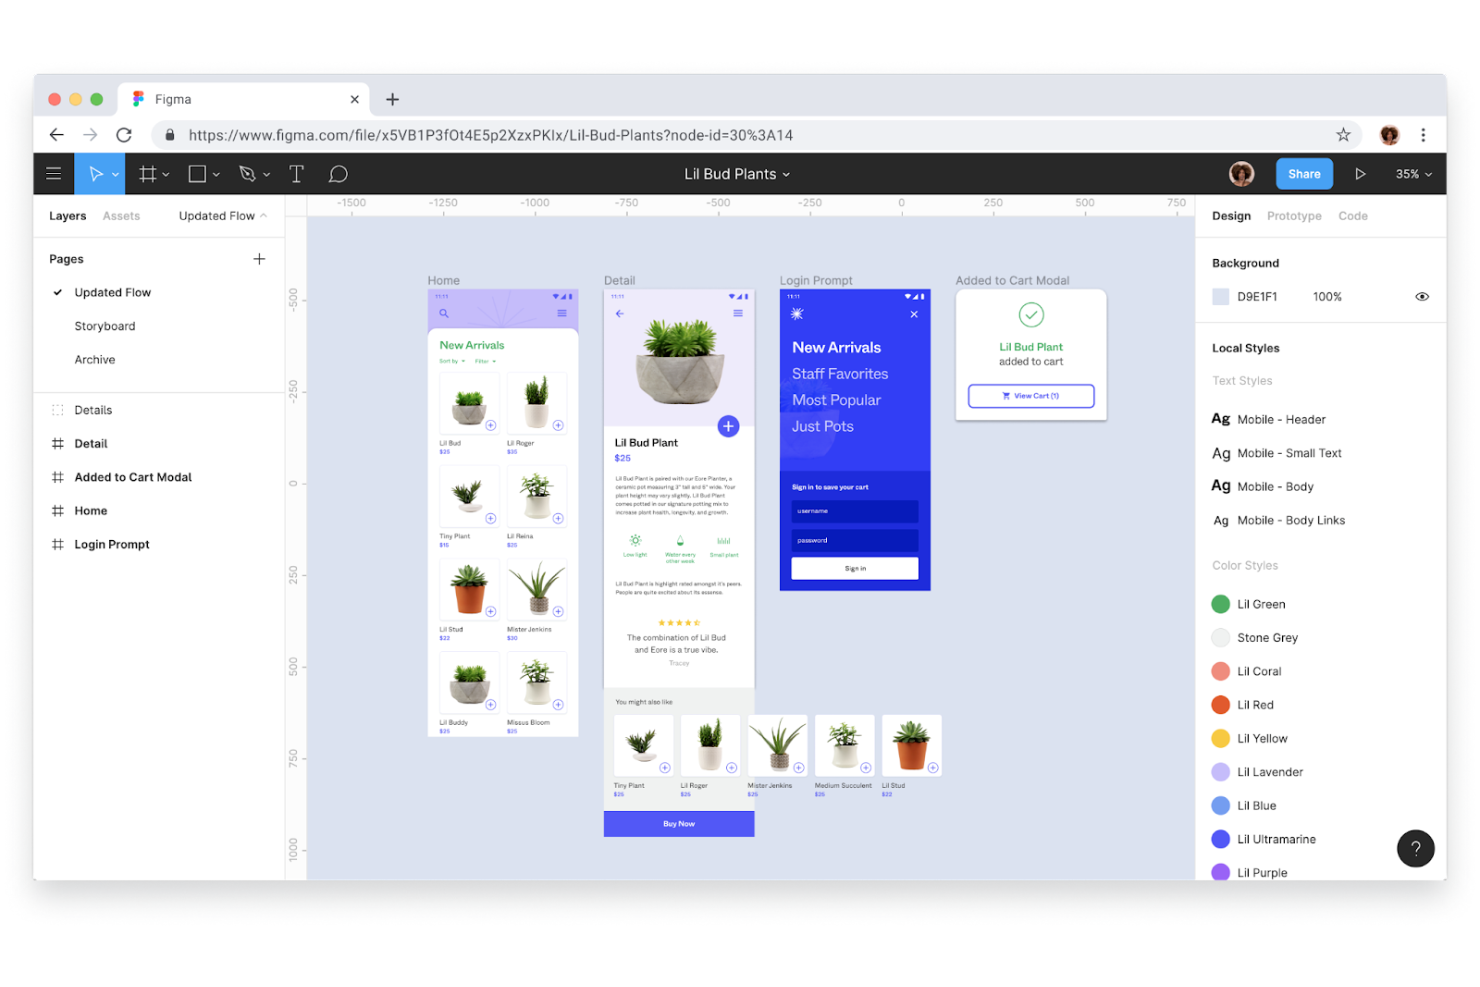 Figma
https://www.figma.com/file/x5VB1P3fOt4E5p2XzxPKIx/Lil-Bud-Plants?node-id=30%3A14
Lil Bud Plants
Share
35%
Layers
Assets
Updated Flow
Pages
Updated Flow
Storyboard
Archive
Details
Detail
Added to Cart Modal
Home
Login Prompt
-1500
-1250
-1000
-750
-500
-250
0
250
500
750
-500
-250
0
250
500
750
1000
Home
11:11
New Arrivals
Sort by
Filter
Lil Bud
$25
Lil Roger
$35
Tiny Plant
$15
Lil Reina
$25
Lil Stud
$22
Mister Jenkins
$30
Lil Buddy
$25
Missus Bloom
$25
Detail
11:11
Lil Bud Plant
$25
Lil Bud Plant is paired with our Eore Planter, a
ceramic pot measuring 3" tall and 5" wide. Your
plant height may vary slightly. Lil Bud Plant
comes potted in our signature potting mix to
increase plant health, longevity, and growth.
Low light
Water every
other week
Small plant
Lil Bud Plant is highlight rated amongst it's peers.
People are quite excited about its essence.
The combination of Lil Bud
and Eore is a true vibe.
Tracey
You might also like
Tiny Plant
$25
Lil Roger
$25
Mister Jenkins
$25
Medium Succulent
$35
Lil Stud
$22
Buy Now
Login Prompt
11:11
New Arrivals
Staff Favorites
Most Popular
Just Pots
Sign in to save your cart
username
password
Sign in
Added to Cart Modal
Lil Bud Plant
added to cart
View Cart (1)
Design
Prototype
Code
Background
D9E1F1
100%
Local Styles
Text Styles
Ag Mobile - Header
Ag Mobile - Small Text
Ag Mobile - Body
Ag Mobile - Body Links
Color Styles
Lil Green
Stone Grey
Lil Coral
Lil Red
Lil Yellow
Lil Lavender
Lil Blue
Lil Ultramarine
Lil Purple
?